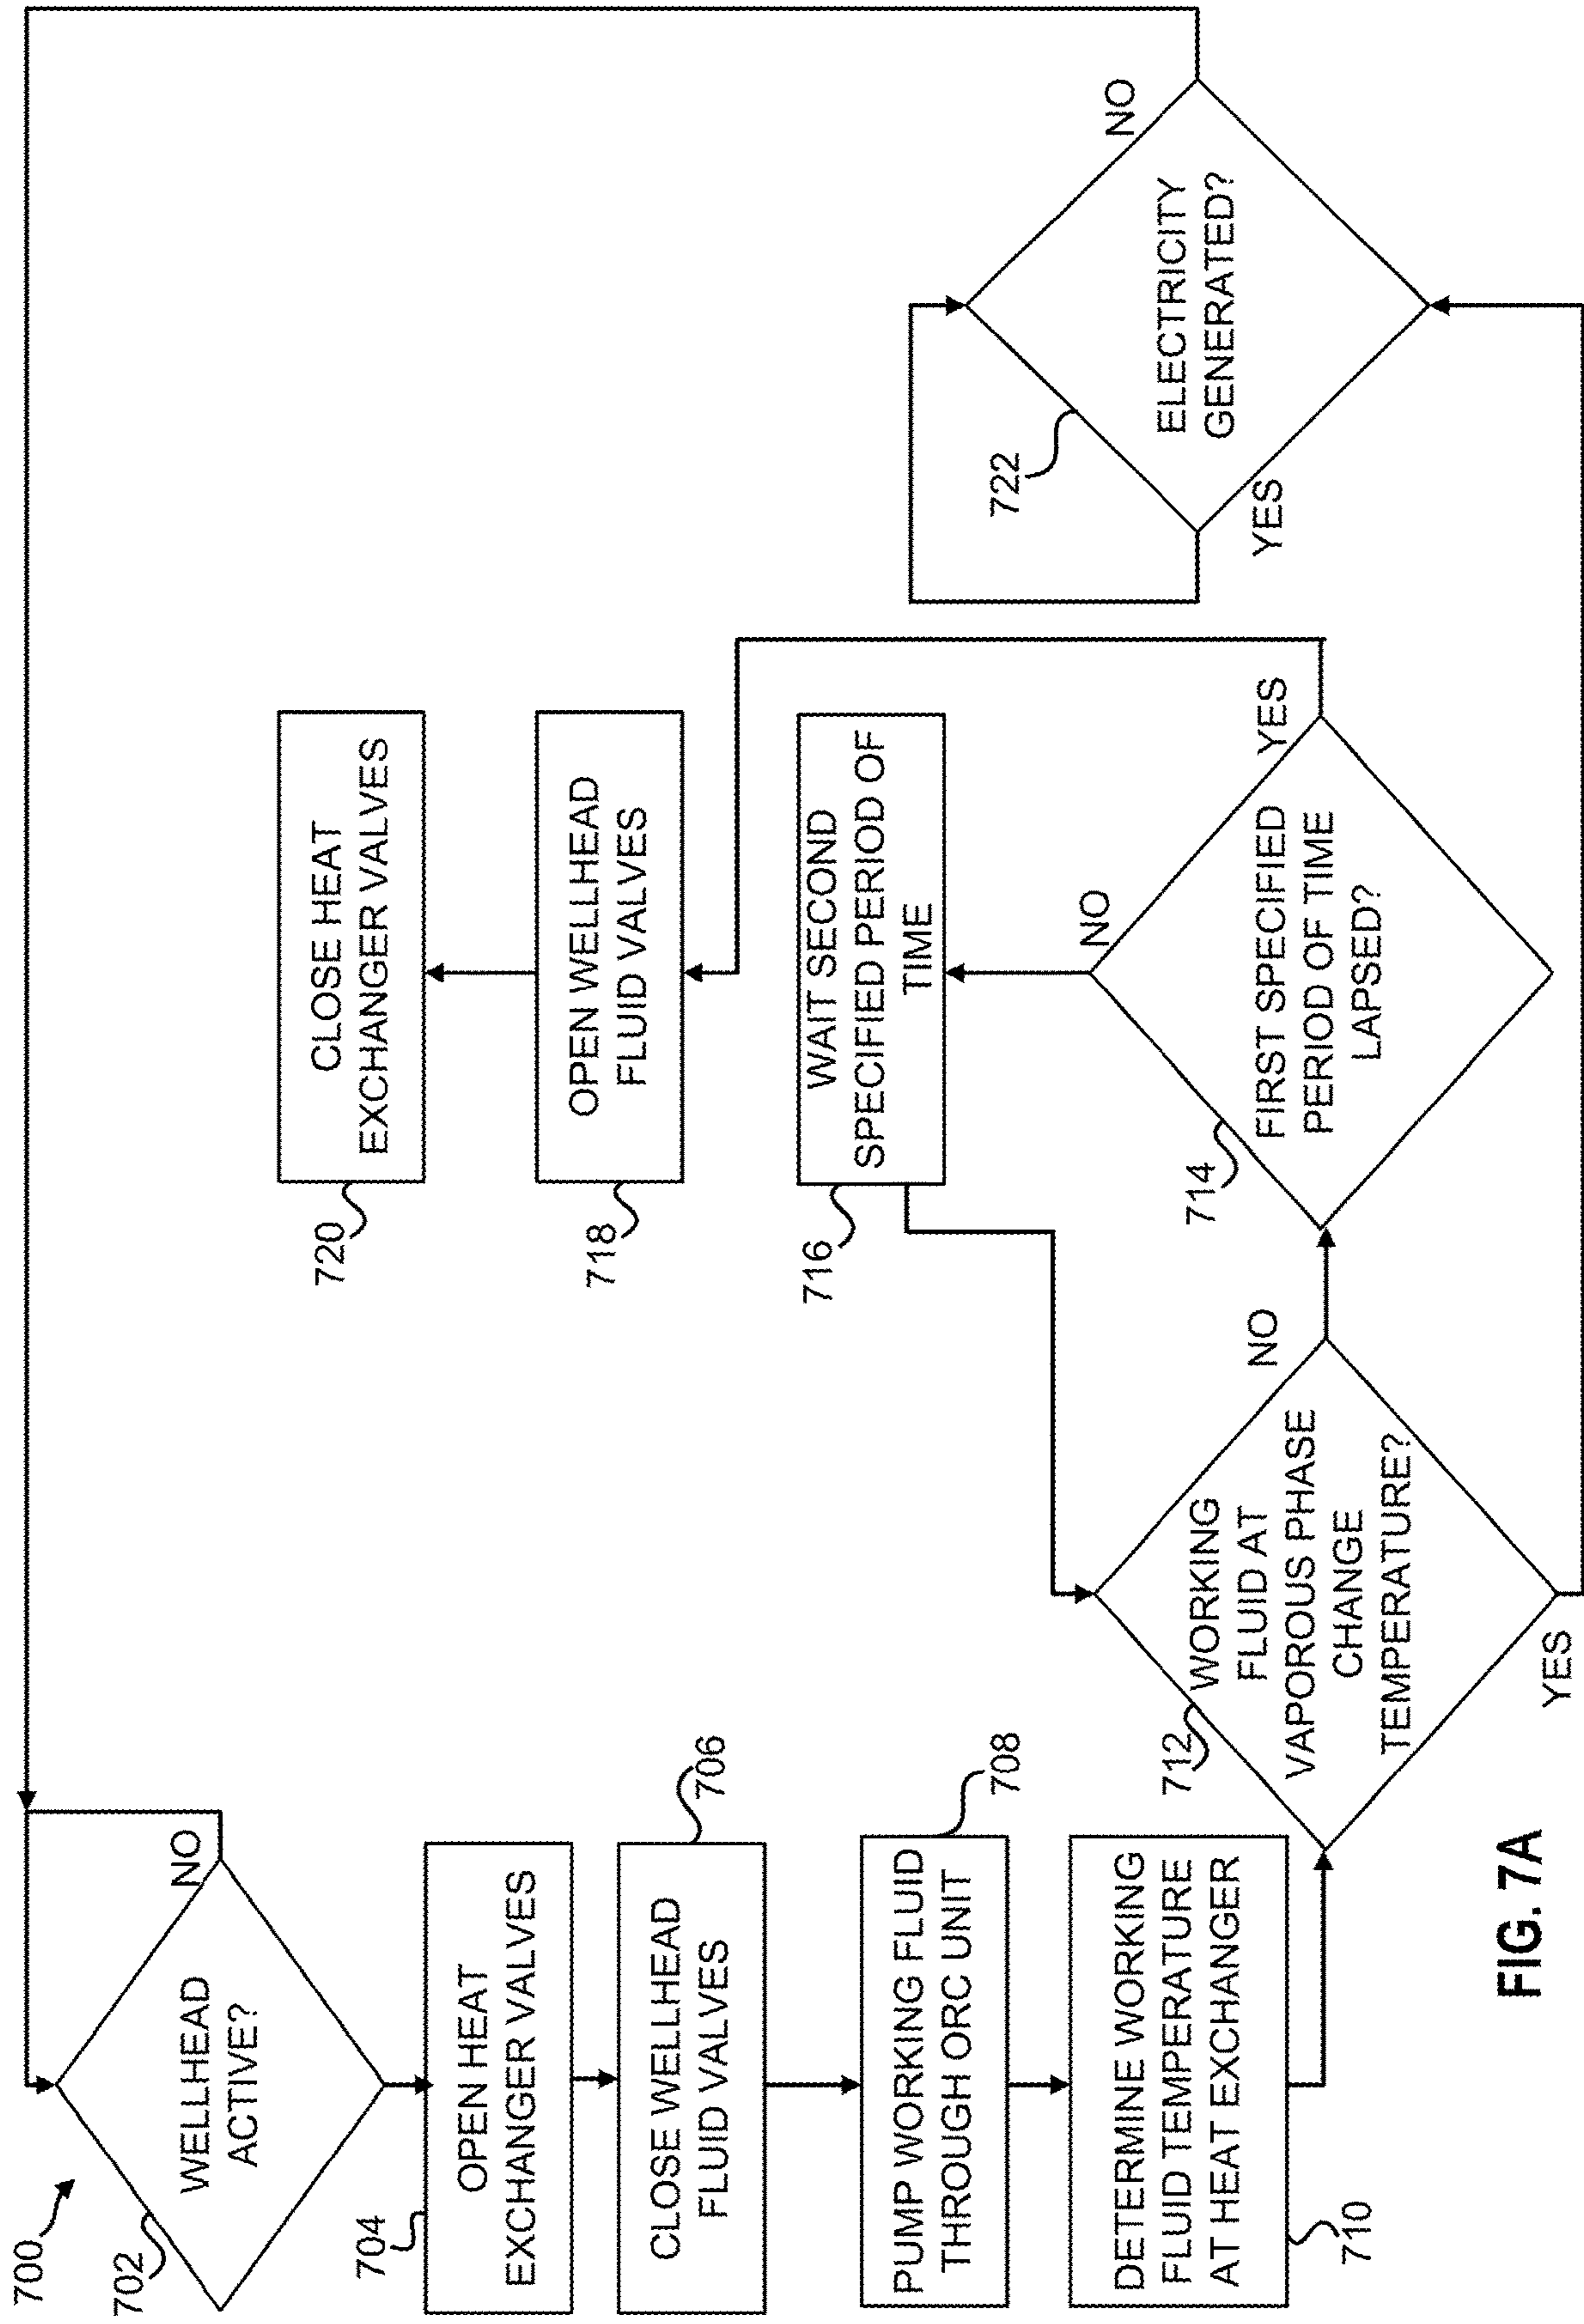 700
702
WELLHEAD
ACTIVE?
NO
704
OPEN HEAT
EXCHANGER VALVES
CLOSE WELLHEAD
FLUID VALVES
706
PUMP WORKING FLUID
THROUGH ORC UNIT
708
DETERMINE WORKING
FLUID TEMPERATURE
AT HEAT EXCHANGER
710
712
WORKING
FLUID AT
VAPOROUS PHASE
CHANGE
TEMPERATURE?
NO
YES
714
FIRST SPECIFIED
PERIOD OF TIME
LAPSED?
NO
YES
716
WAIT SECOND
SPECIFIED PERIOD OF
TIME
718
OPEN WELLHEAD
FLUID VALVES
720
CLOSE HEAT
EXCHANGER VALVES
722
ELECTRICITY
GENERATED?
NO
YES
FIG. 7A